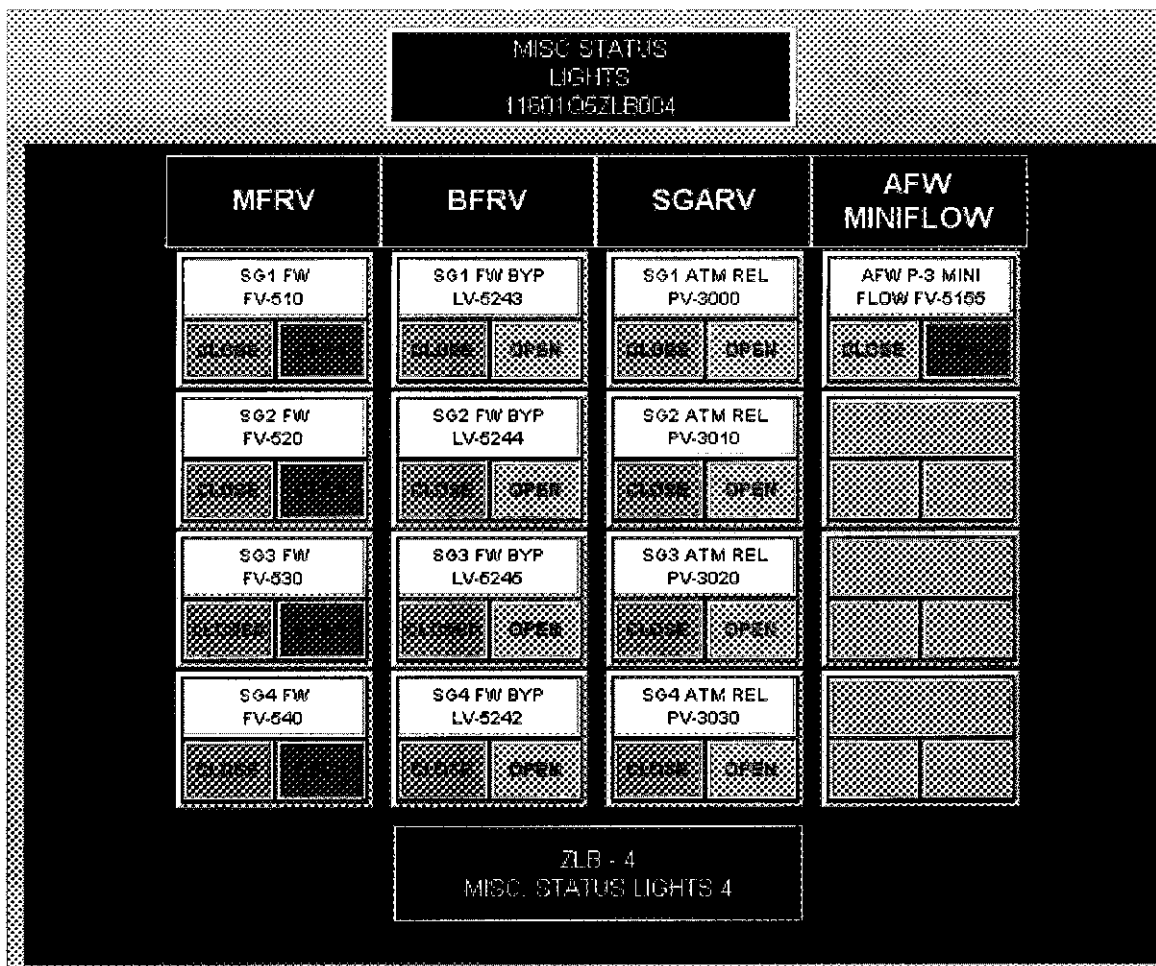 MISC STATUS
LIGHTS
11601Q5ZLB004
MFRV
BFRV
SGARV
AFW
MINIFLOW
SG1 FW
FV-510
CLOSE
SG1 FW BYP
LV-5243
CLOSE OPEN
SG1 ATM REL
PV-3000
CLOSE OPEN
AFW P-3 MINI
FLOW FV-5155
CLOSE
SG2 FW
FV-520
CLOSE
SG2 FW BYP
LV-5244
CLOSE OPEN
SG2 ATM REL
PV-3010
CLOSE OPEN
SG3 FW
FV-530
CLOSE
SG3 FW BYP
LV-5245
CLOSE OPEN
SG3 ATM REL
PV-3020
CLOSE OPEN
SG4 FW
FV-540
CLOSE
SG4 FW BYP
LV-5242
CLOSE OPEN
SG4 ATM REL
PV-3030
CLOSE OPEN
ZLB - 4
MISC. STATUS LIGHTS 4